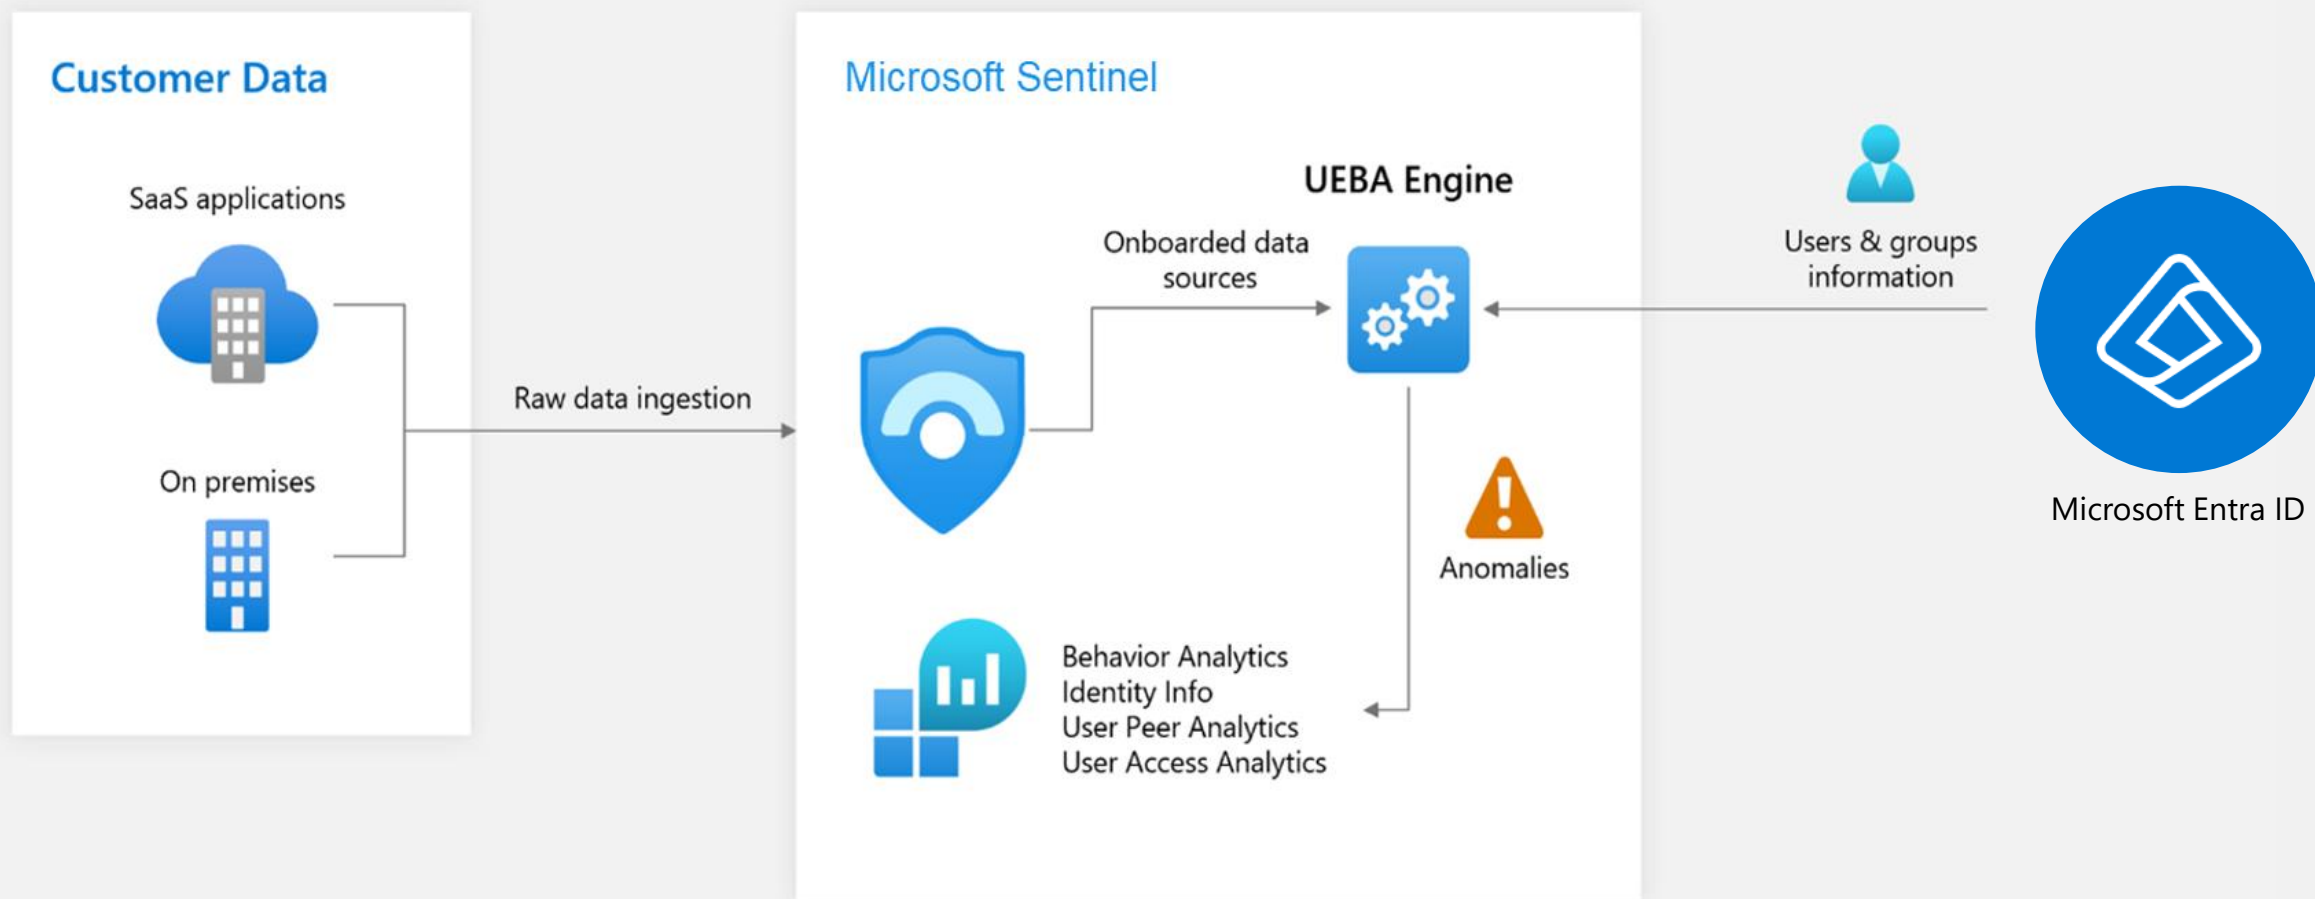 Customer Data
SaaS applications
On premises
Raw data ingestion
Microsoft Sentinel
UEBA Engine
Onboarded data
sources
Anomalies
Behavior Analytics
Identity Info
User Peer Analytics
User Access Analytics
Users & groups
information
Microsoft Entra ID